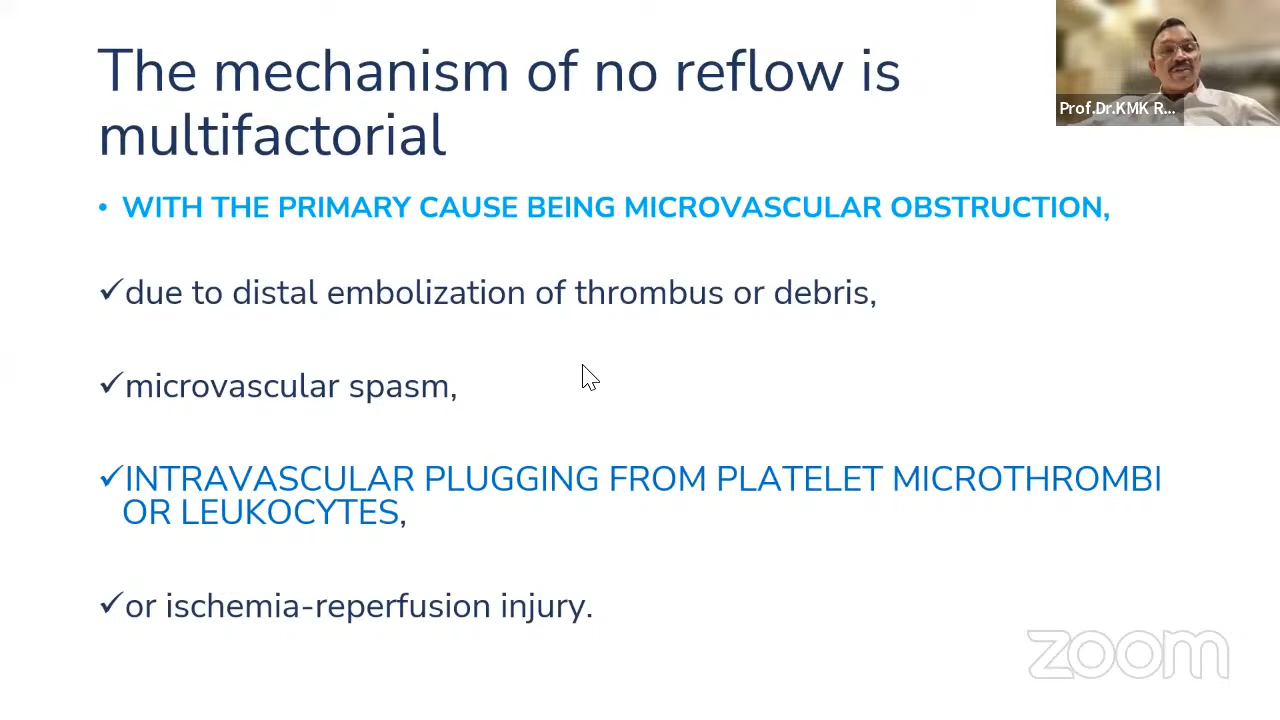 The mechanism of no reflow is
multifactorial
• WITH THE PRIMARY CAUSE BEING MICROVASCULAR OBSTRUCTION,
✓due to distal embolization of thrombus or debris,
✓microvascular spasm,
✓INTRAVASCULAR PLUGGING FROM PLATELET MICROTHROMBI
OR LEUKOCYTES,
✓or ischemia-reperfusion injury.
Prof.Dr.KMK R...
zoom